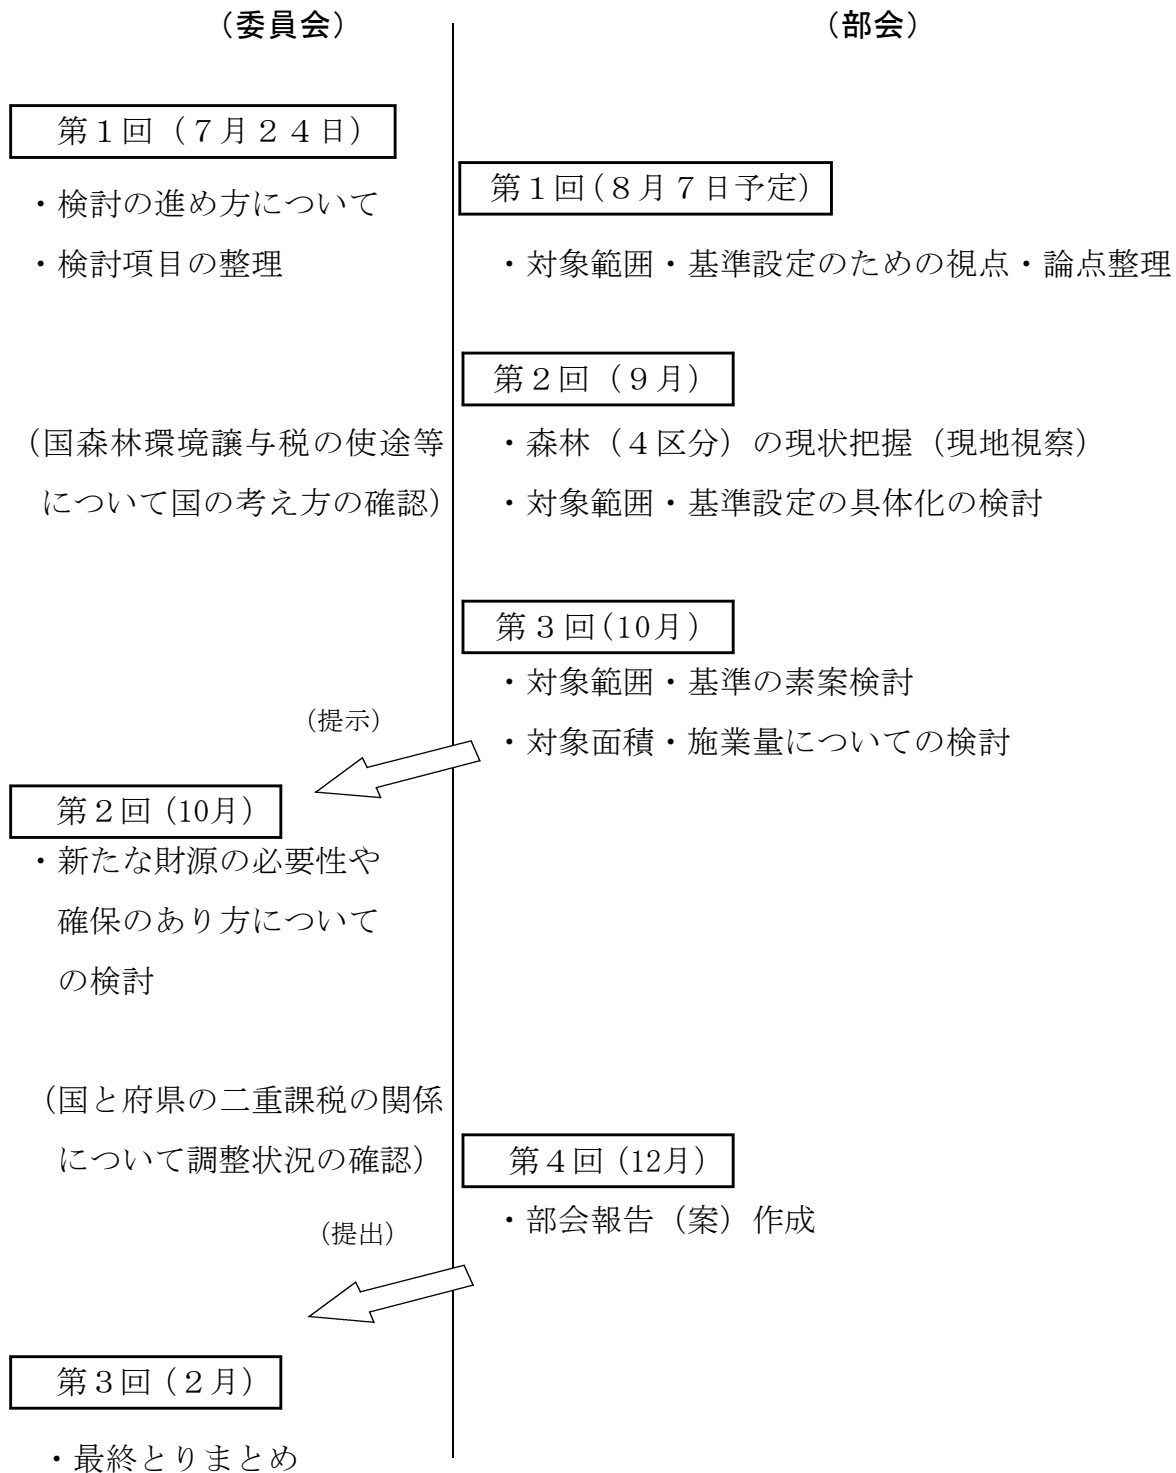 （委員会）
（部会）
第１回（７月２４日）
・検討の進め方について
・検討項目の整理
第１回（８月７日予定）
・対象範囲・基準設定のための視点・論点整理
第２回（９月）
（国森林環境譲与税の使途等
について国の考え方の確認）
・森林（４区分）の現状把握（現地視察）
・対象範囲・基準設定の具体化の検討
第３回（10月）
・対象範囲・基準の素案検討
・対象面積・施業量についての検討
（提示）
第２回（10月）
・新たな財源の必要性や
確保のあり方について
の検討
（国と府県の二重課税の関係
について調整状況の確認）
第４回（12月）
・部会報告（案）作成
（提出）
第３回（２月）
・最終とりまとめ